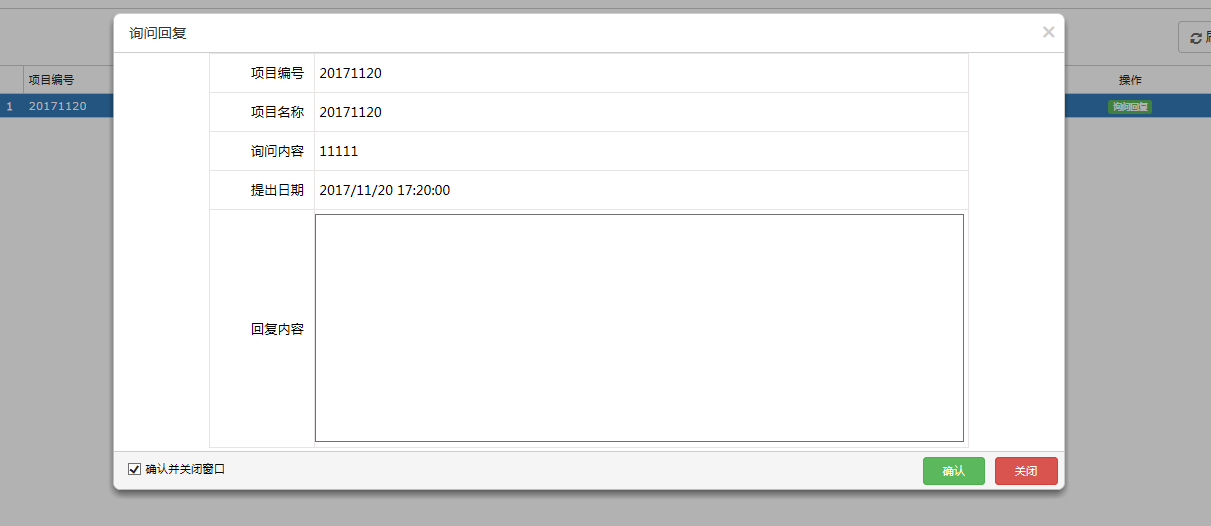 询问回复
项目编号 20171120
项目名称 20171120
询问内容 11111
提出日期 2017/11/20 17:20:00
回复内容
确认并关闭窗口
确认 关闭
项目编号 操作
1 20171120 询问回复